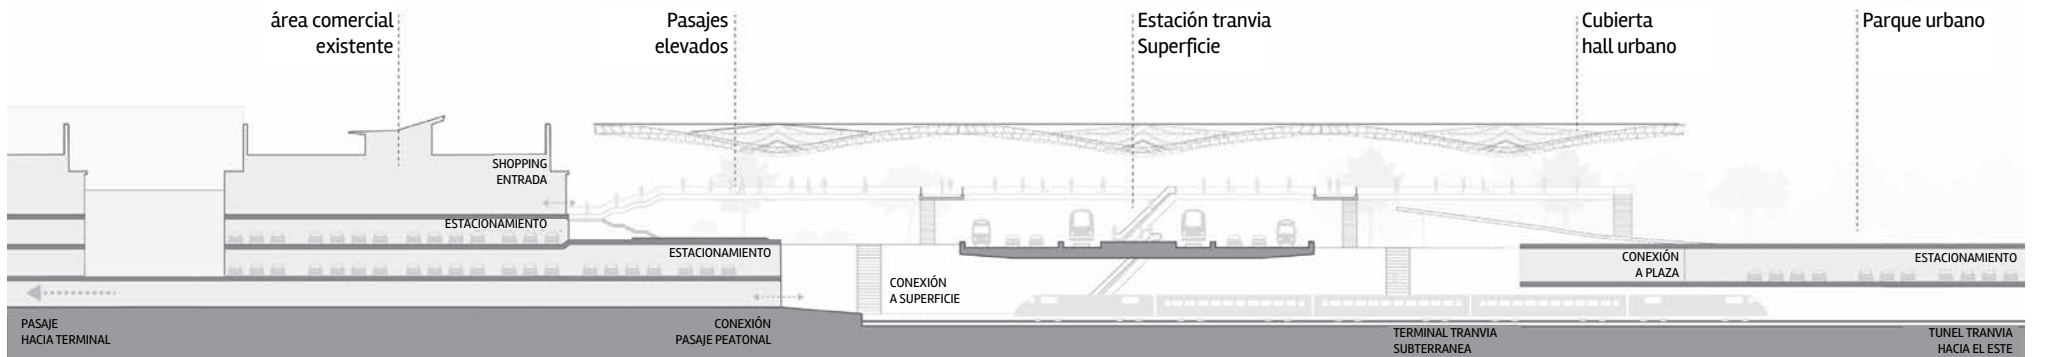 área comercial
existente
Pasajes
elevados
Estación tranvia
Superficie
Cubierta
hall urbano
Parque urbano
SHOPPING
ENTRADA
ESTACIONAMIENTO
ESTACIONAMIENTO
CONEXIÓN
A SUPERFICIE
CONEXIÓN
A PLAZA
ESTACIONAMIENTO
PASAJE
HACIA TERMINAL
CONEXIÓN
PASAJE PEATONAL
TERMINAL TRANVIA
SUBTERRANEA
TUNEL TRANVIA
HACIA EL ESTE